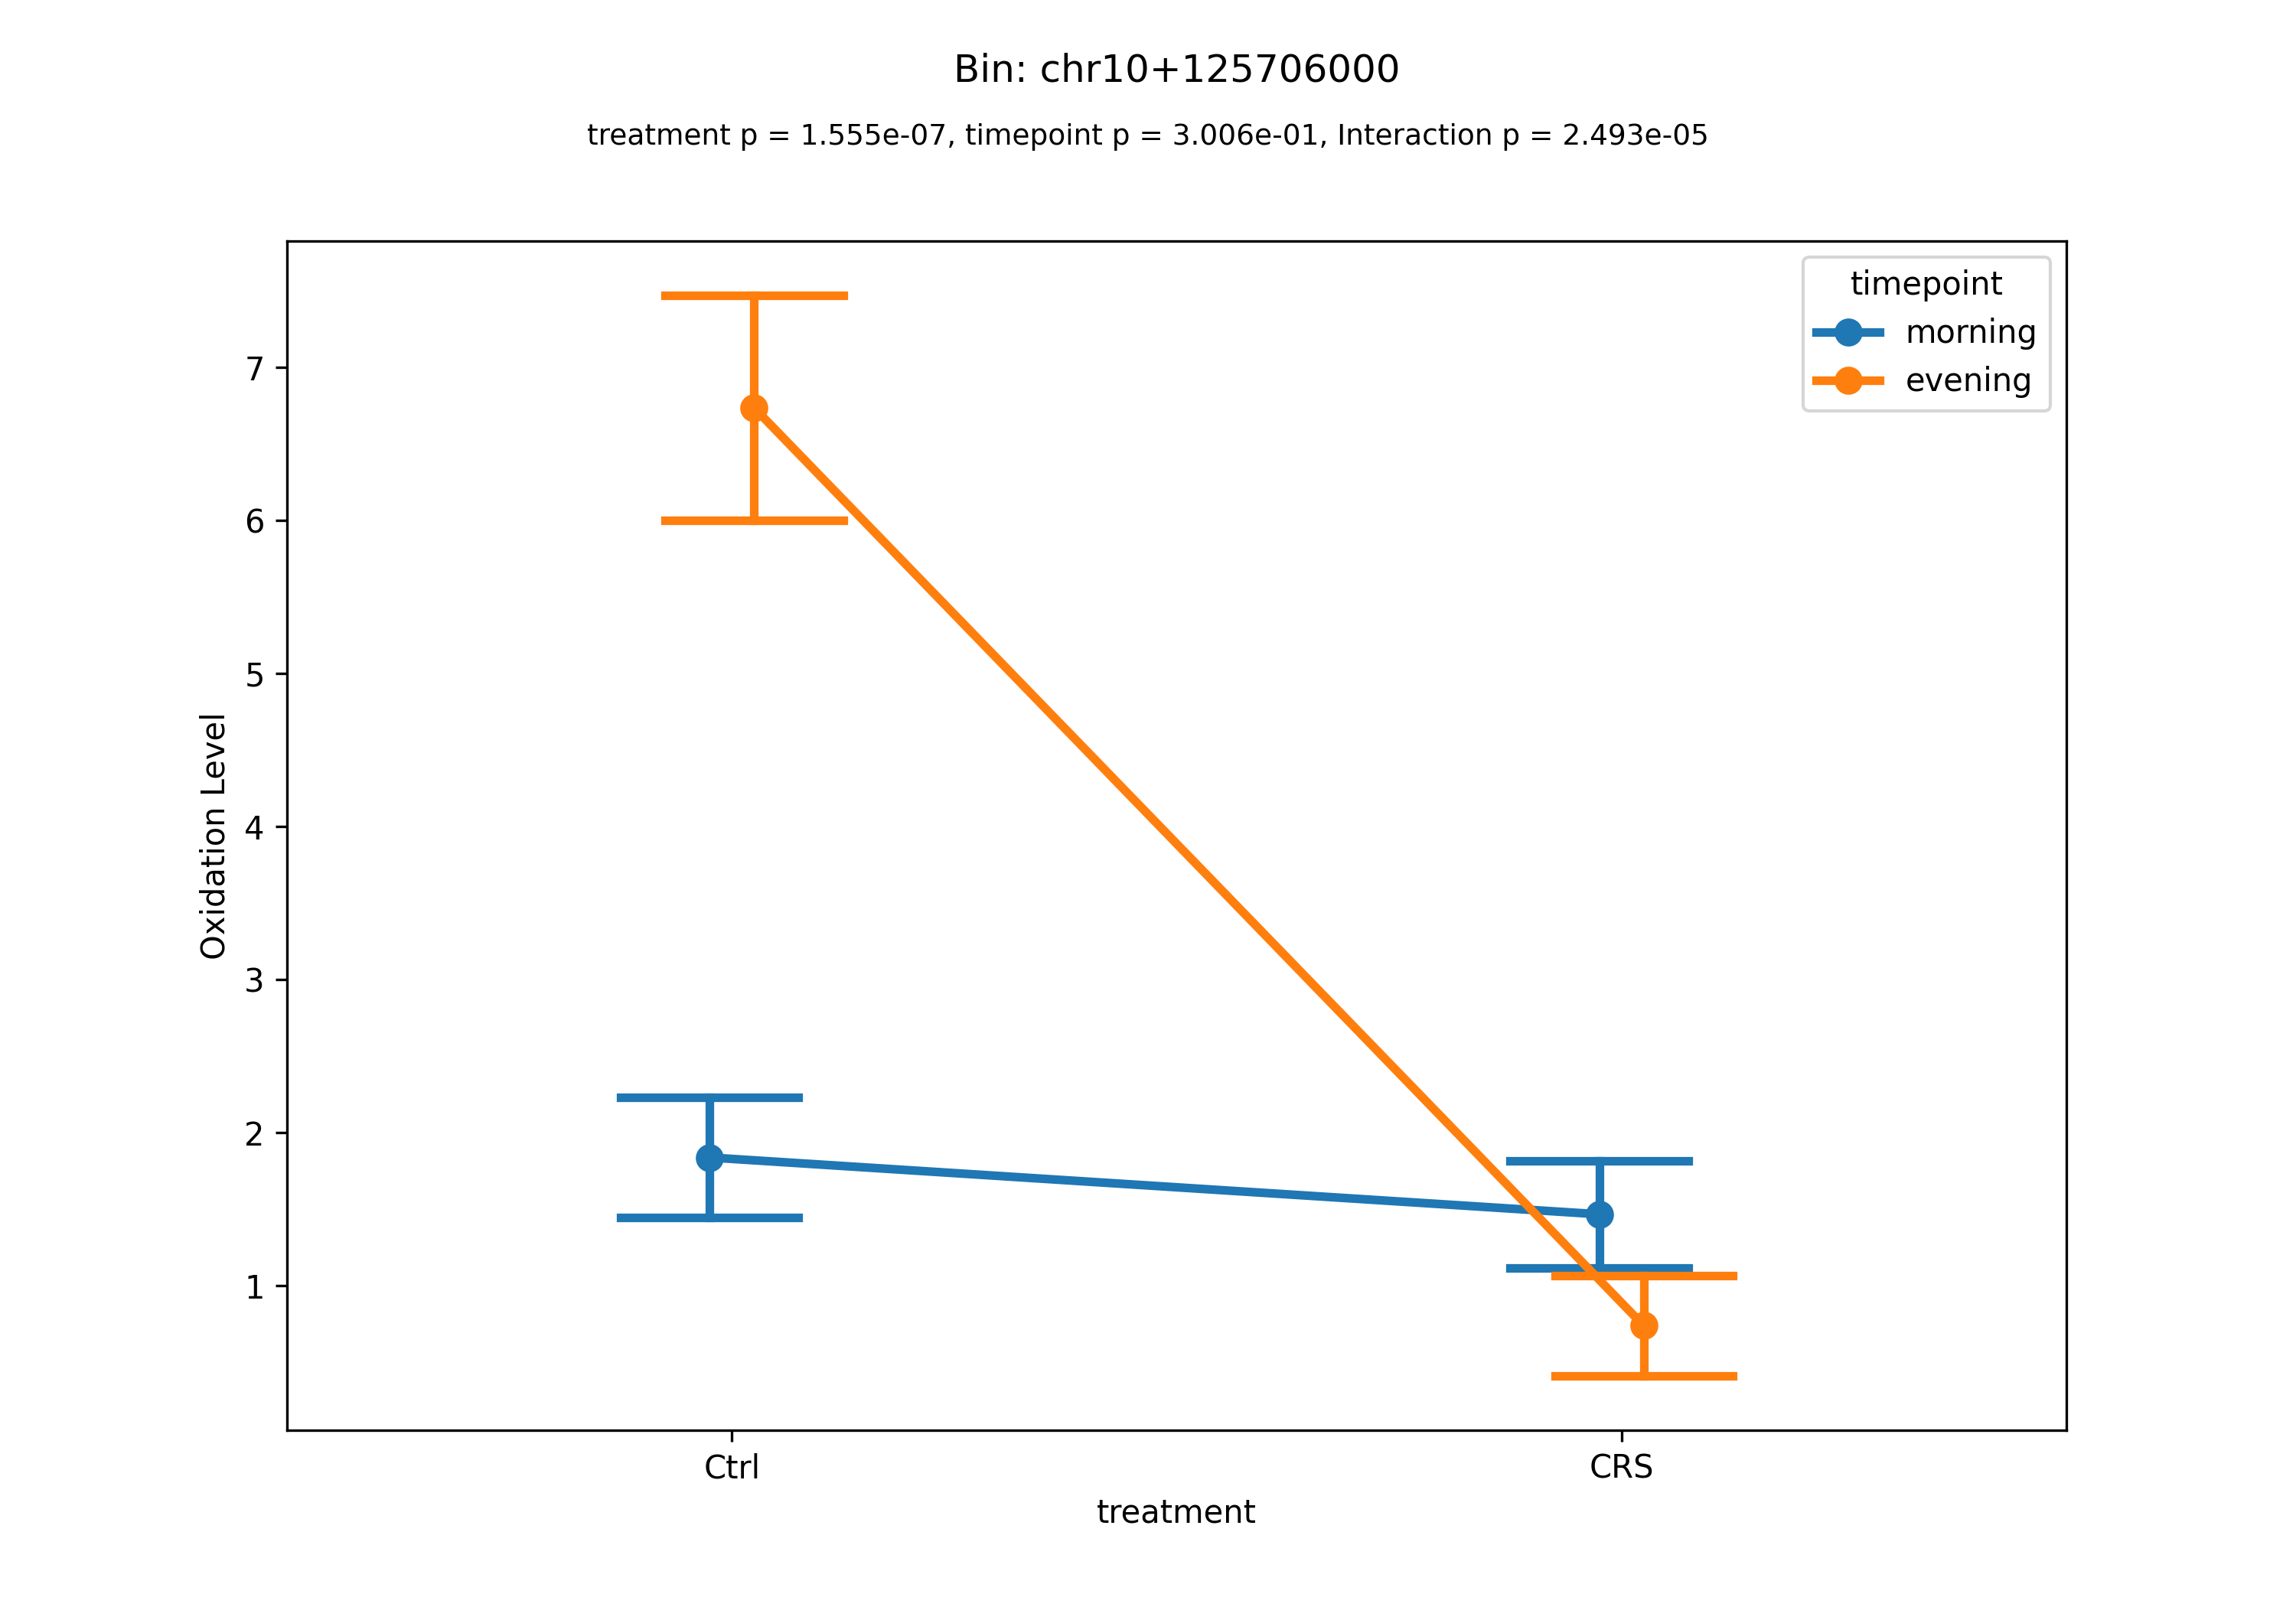 Bin: chr10+125706000
treatment p = 1.555e-07, timepoint p = 3.006e-01, Interaction p = 2.493e-05
timepoint
morning
evening
7
6
5
4
3
2
1
Oxidation Level
Ctrl
CRS
treatment